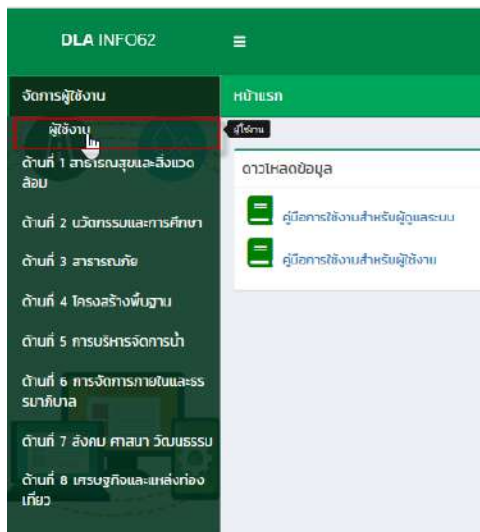 DLA INFO62
จัดการผู้ใช้งาน
หน้าแรก
ผู้ใช้งาน
ผู้ใช้งาน
ด้านที่ 1 สาธารณสุขและสิ่งแวด
ล้อม
ดาวโหลดข้อมูล
คู่มือการใช้งานสำหรับผู้ดูแลระบบ
ด้านที่ 2 นวัตกรรมและการศึกษา
คู่มือการใช้งานสำหรับผู้ใช้งาน
ด้านที่ 3 สาธารณภัย
ด้านที่ 4 โครงสร้างพื้นฐาน
ด้านที่ 5 การบริหารจัดการน้ำ
ด้านที่ 6 การจัดการภายในและธร
รมาภิบาล
ด้านที่ 7 สังคม ศาสนา วัฒนธรรม
ด้านที่ 8 เศรษฐกิจและแหล่งท่อง
เที่ยว